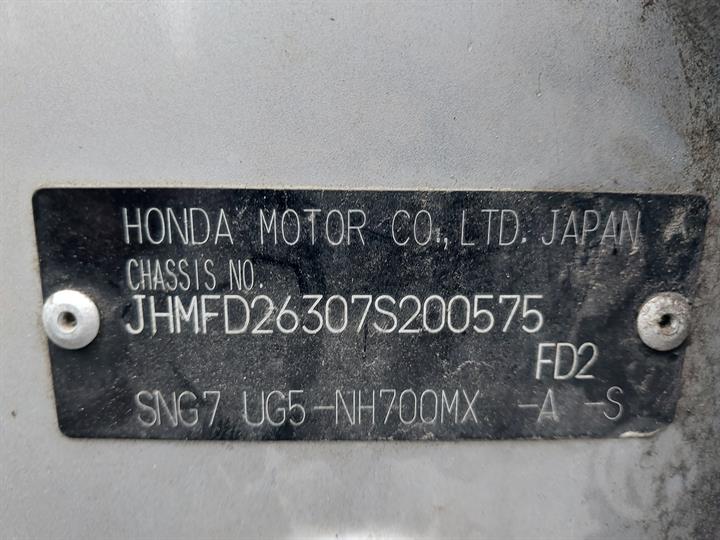 HONDA MOTOR CO., LTD. JAPAN
CHASSIS NO.
JHMFD26307S200575
FD2
SNG7 UG5-NH700MX -A -S